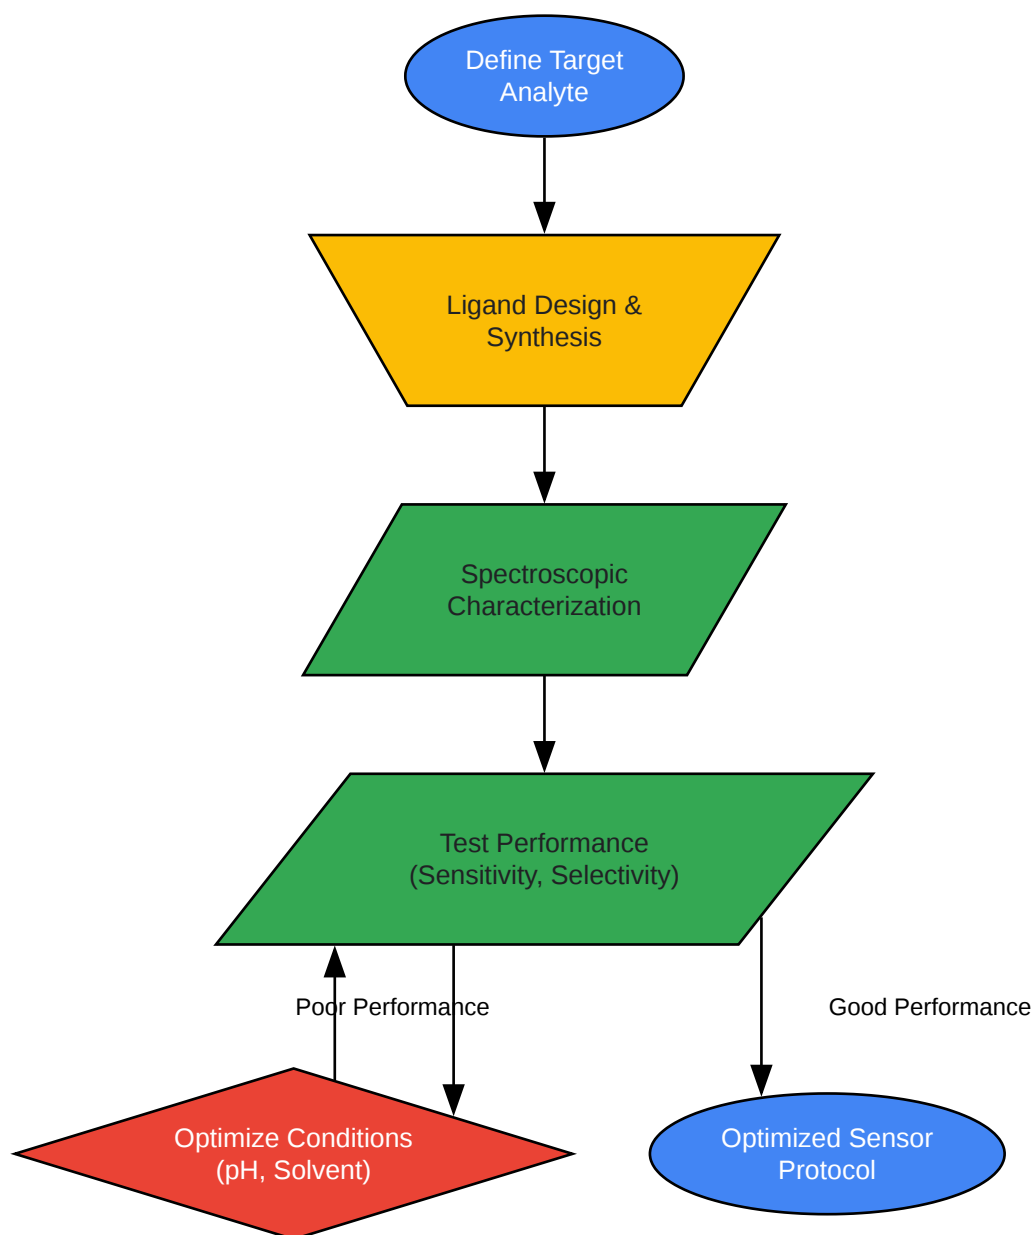 Define Target
Analyte
Ligand Design &
Synthesis
Spectroscopic
Characterization
Test Performance
(Sensitivity, Selectivity)
Poor Performance
Good Performance
Optimize Conditions
(pH, Solvent)
Optimized Sensor
Protocol